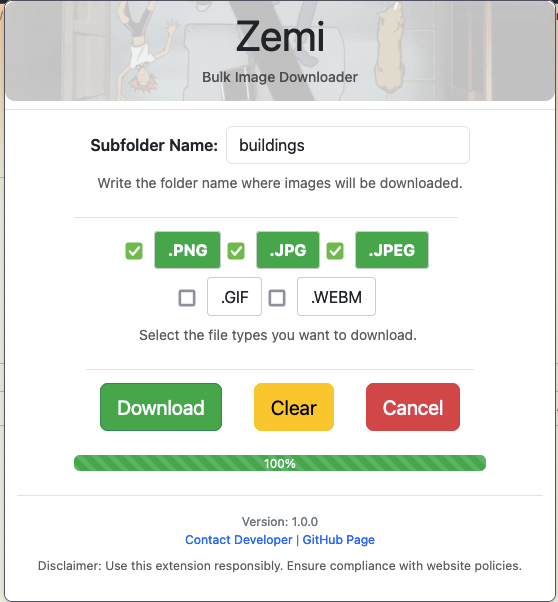 Zemi
Bulk Image Downloader
Subfolder Name: buildings
Write the folder name where images will be downloaded.
.PNG .JPG .JPEG
.GIF .WEBM
Select the file types you want to download.
Download Clear Cancel
100%
Version: 1.0.0
Contact Developer | GitHub Page
Disclaimer: Use this extension responsibly. Ensure compliance with website policies.